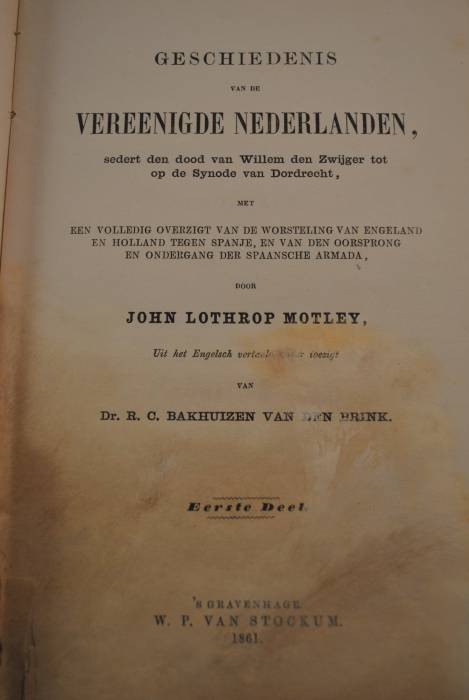 GESCHIEDENIS
VAN DE
VEREENIGDE NEDERLANDEN,
sedert den dood van Willem den Zwijger tot
op de Synode van Dordrecht,
MET
EEN VOLLEDIG OVERZIGT VAN DE WORSTELING VAN ENGELAND
EN HOLLAND TEGEN SPANJE, EN VAN DEN OORSPRONG
EN ONDERGANG DER SPAANSCHE ARMADA,
DOOR
JOHN LOTHROP MOTLEY,
Uit het Engelsch toezigt
VAN
Dr. R. C. BAKHUIZEN VAN DEN BRINK.
Eerste Deel.
'S GRAVENHAGE.
W. P. VAN STOCKUM.
1861.